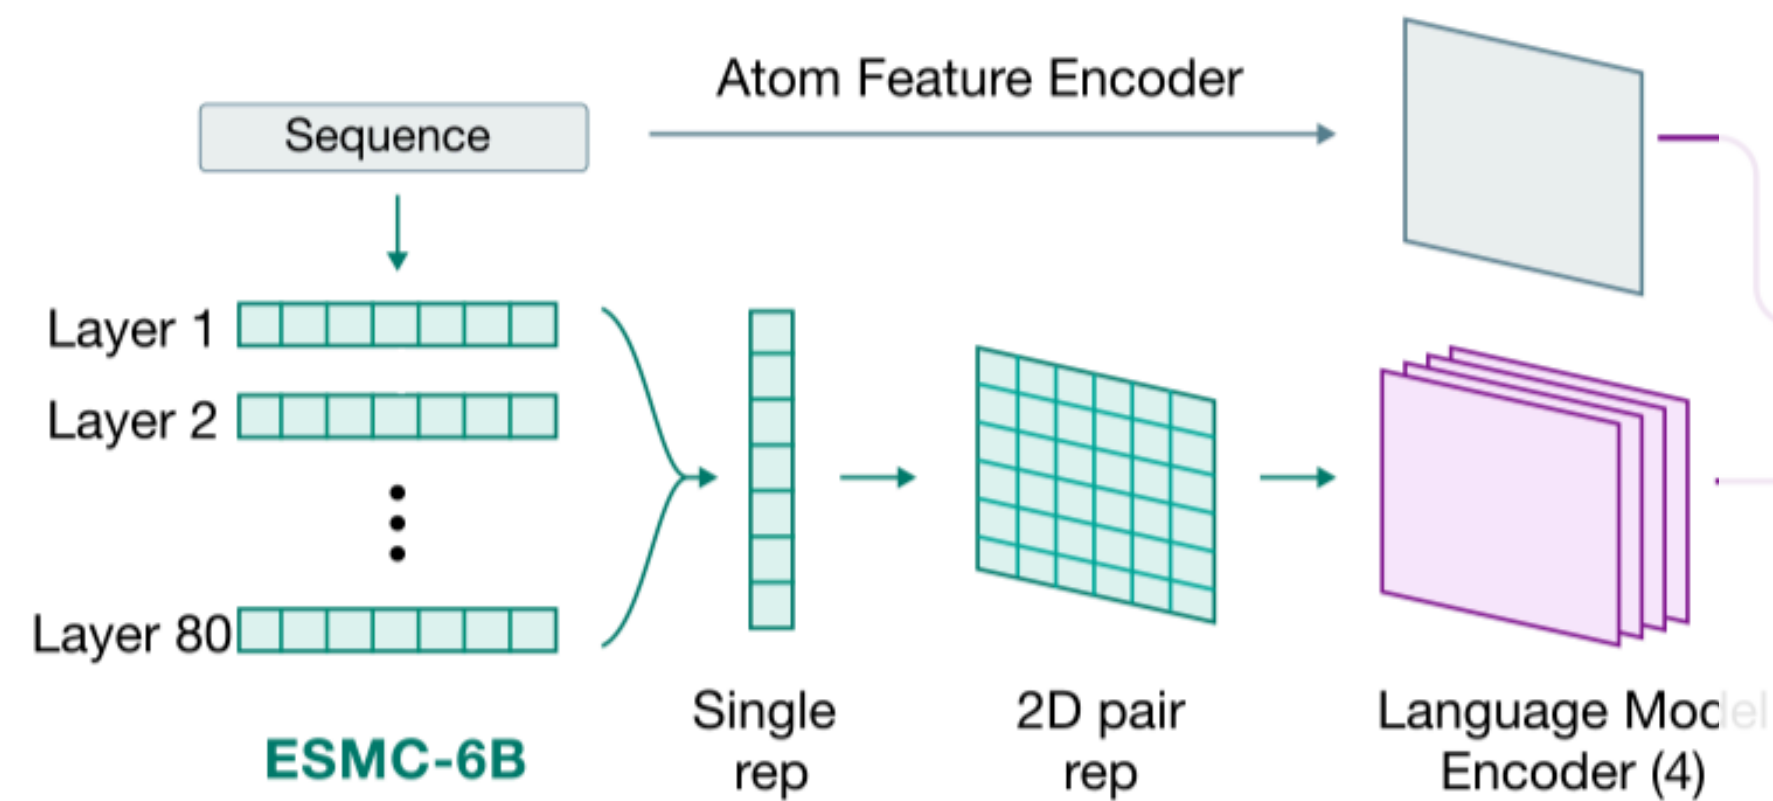 Atom Feature Encoder
Sequence
Layer 1
Layer 2
Layer 80
ESMC-6B
Single
rep
2D pair
rep
Language Model
Encoder (4)